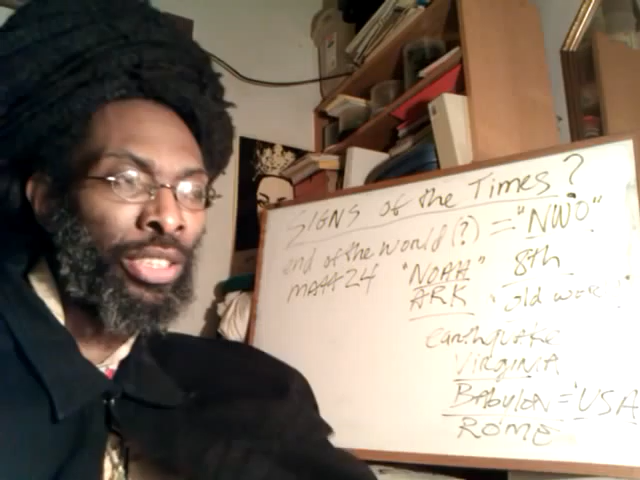 SIGNS of the Times?
end of the world(?) = "NWO"
MATT 24 "NOAH" 8th
ARK "old
earthquake
VIRGINIA
BAbyLON = USA
ROME